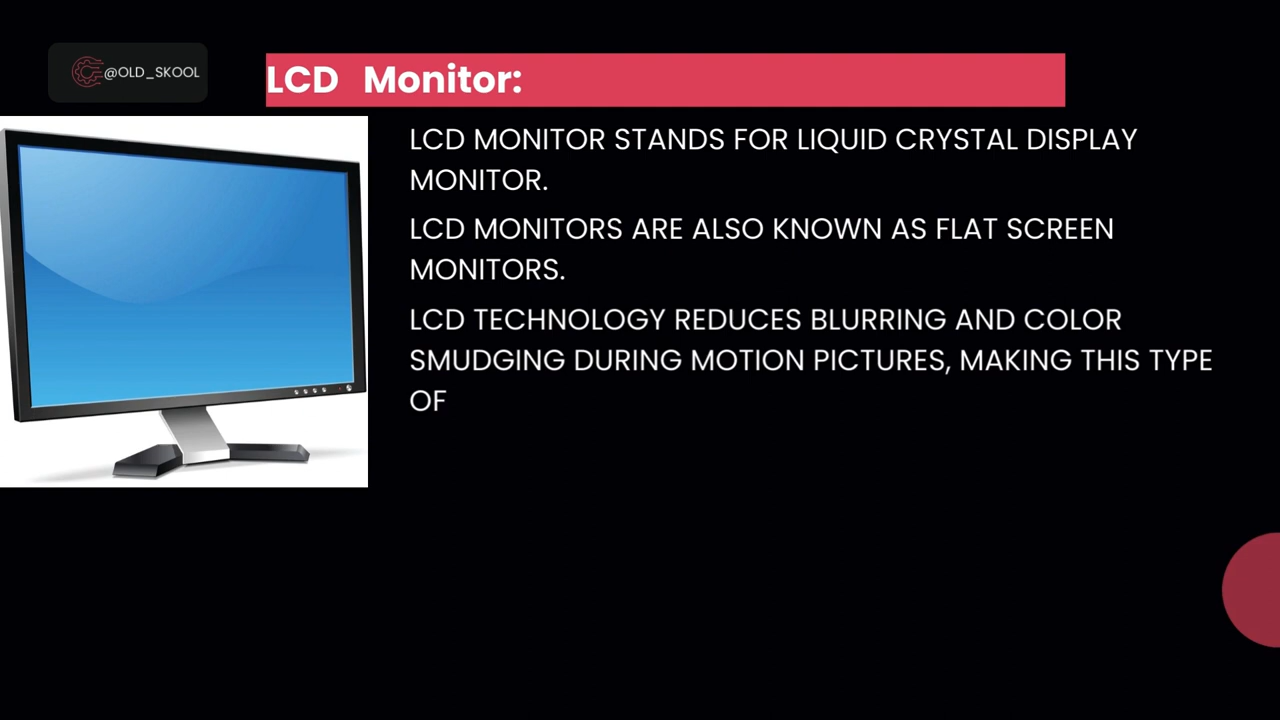 @OLD_SKOOL
LCD Monitor:
LCD MONITOR STANDS FOR LIQUID CRYSTAL DISPLAY
MONITOR.
LCD MONITORS ARE ALSO KNOWN AS FLAT SCREEN
MONITORS.
LCD TECHNOLOGY REDUCES BLURRING AND COLOR
SMUDGING DURING MOTION PICTURES, MAKING THIS TYPE
OF